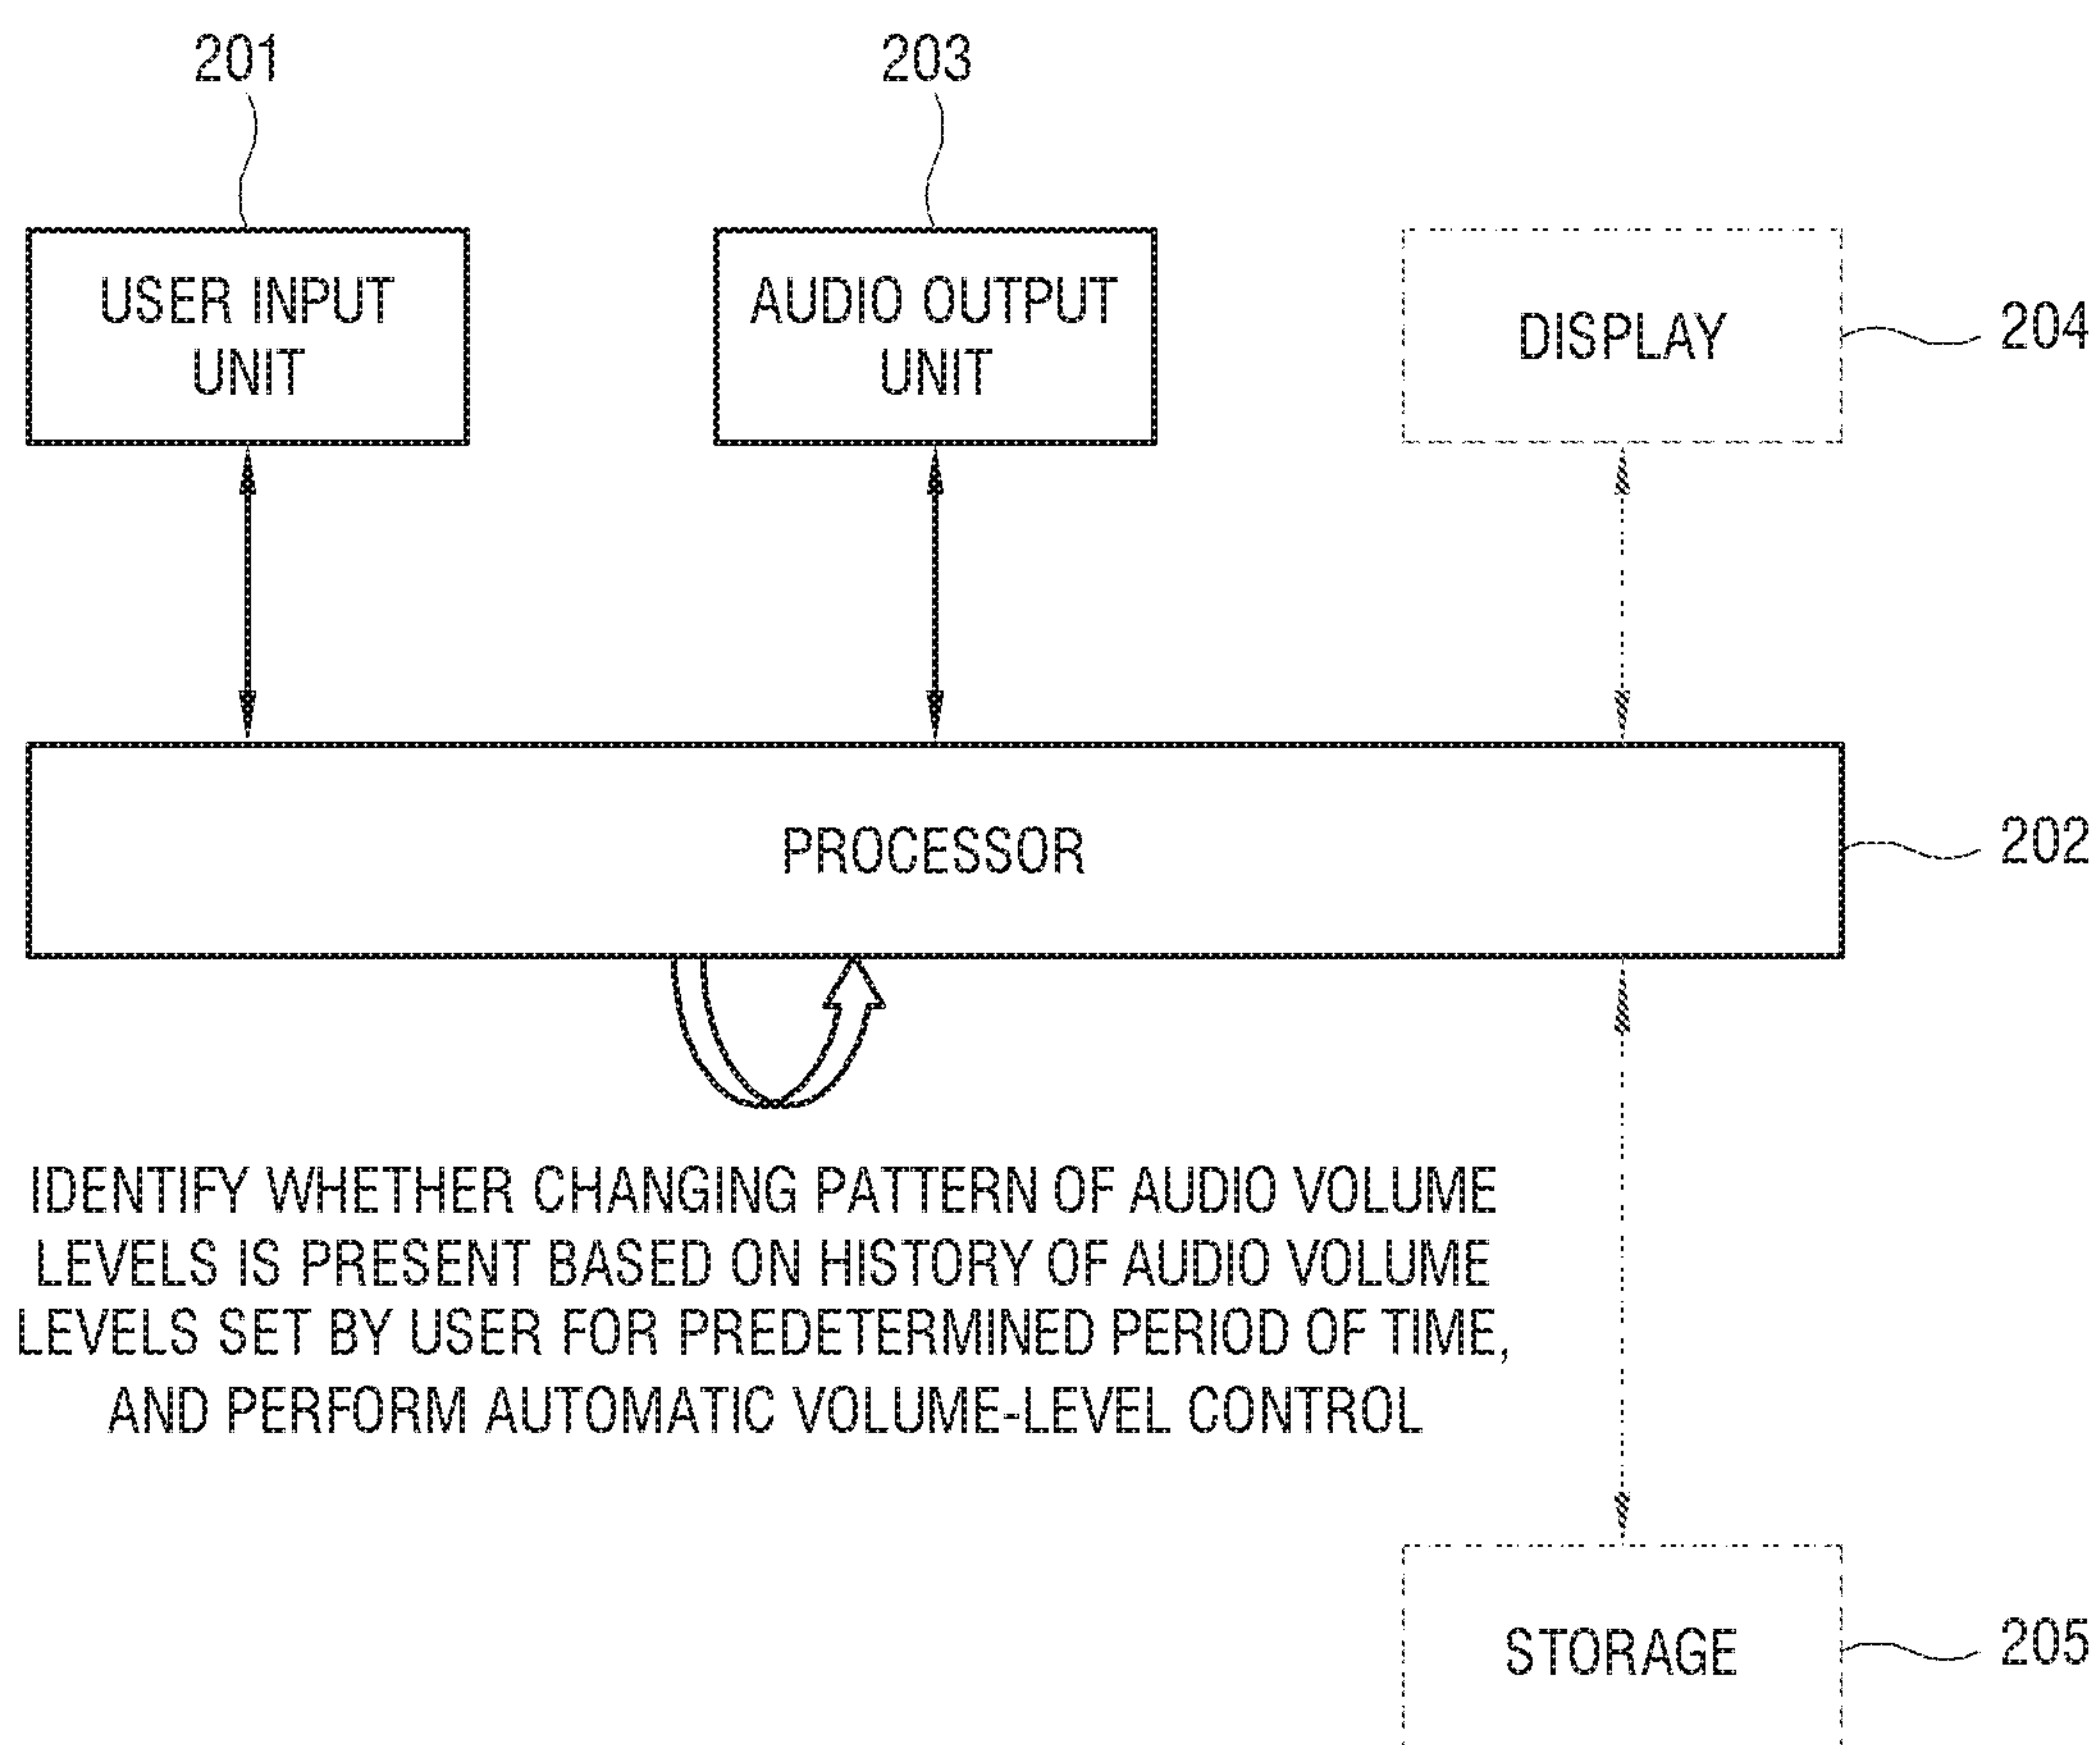 201
203
USER INPUT
UNIT
AUDIO OUTPUT
UNIT
DISPLAY
204
PROCESSOR
202
IDENTIFY WHETHER CHANGING PATTERN OF AUDIO VOLUME
LEVELS IS PRESENT BASED ON HISTORY OF AUDIO VOLUME
LEVELS SET BY USER FOR PREDETERMINED PERIOD OF TIME,
AND PERFORM AUTOMATIC VOLUME-LEVEL CONTROL
STORAGE
205